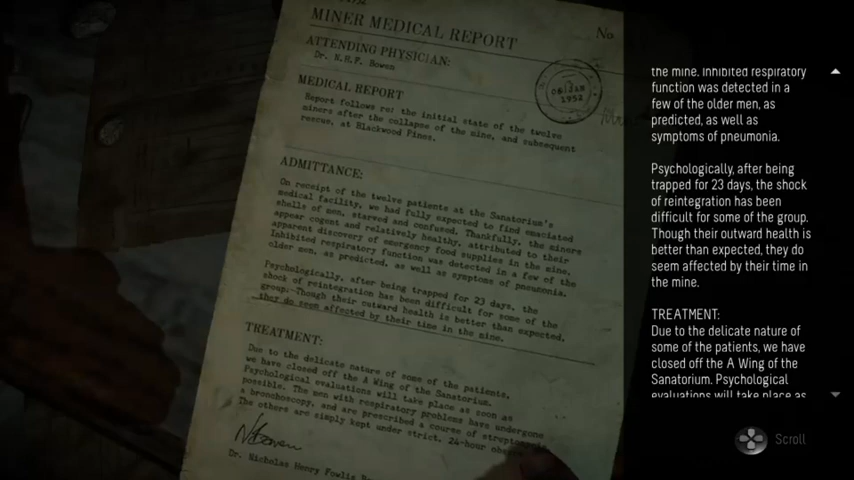 MINER MEDICAL REPORT
No
ATTENDING PHYSICIAN:
Dr. N.H.F. Bowen
MEDICAL REPORT
Report follows re: the initial state of the twelve
miners after the collapse of the mine, and subsequent
rescue, at Blackwood Pines.
1952
ADMITTANCE:
On receipt of the twelve patients at the Sanatorium's
medical facility, we had fully expected to find emaciated
shells of men, starved and confused. Thankfully, the miners
appear cogent and relatively healthy, attributed to their
apparent discovery of emergency food supplies in the mine.
Inhibited respiratory function was detected in a few of the
older men, as predicted, as well as symptoms of pneumonia.
Psychologically, after being trapped for 23 days, the
shock of reintegration has been difficult for some of the
group. Though their outward health is better than expected,
they do seem affected by their time in the mine.
TREATMENT:
Due to the delicate nature of some of the patients,
we have closed off the A Wing of the Sanatorium.
Psychological evaluations will take place as soon as
possible. The men with respiratory problems have undergone
a bronchoscopy, and are prescribed a course of
The others are simply kept under strict, 24-hour
Dr. Nicholas Henry Fowlis
the mine. Inhibited respiratory
function was detected in a
few of the older men, as
predicted, as well as
symptoms of pneumonia.
Psychologically, after being
trapped for 23 days, the shock
of reintegration has been
difficult for some of the group.
Though their outward health is
better than expected, they do
seem affected by their time in
the mine.
TREATMENT:
Due to the delicate nature of
some of the patients, we have
closed off the A Wing of the
Sanatorium. Psychological
evaluations will take place as
Scroll